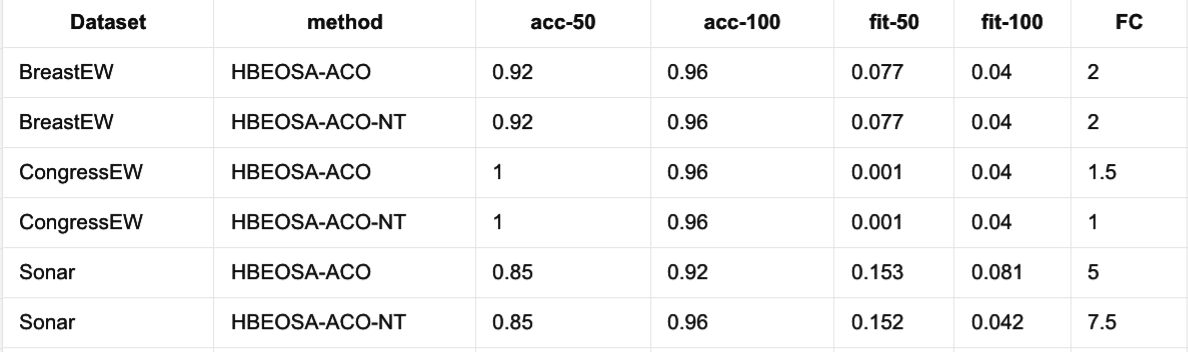 Dataset method acc-50 acc-100 fit-50 fit-100 FC
BreastEW HBEOSA-ACO 0.92 0.96 0.077 0.04 2
BreastEW HBEOSA-ACO-NT 0.92 0.96 0.077 0.04 2
CongressEW HBEOSA-ACO 1 0.96 0.001 0.04 1.5
CongressEW HBEOSA-ACO-NT 1 0.96 0.001 0.04 1
Sonar HBEOSA-ACO 0.85 0.92 0.153 0.081 5
Sonar HBEOSA-ACO-NT 0.85 0.96 0.152 0.042 7.5